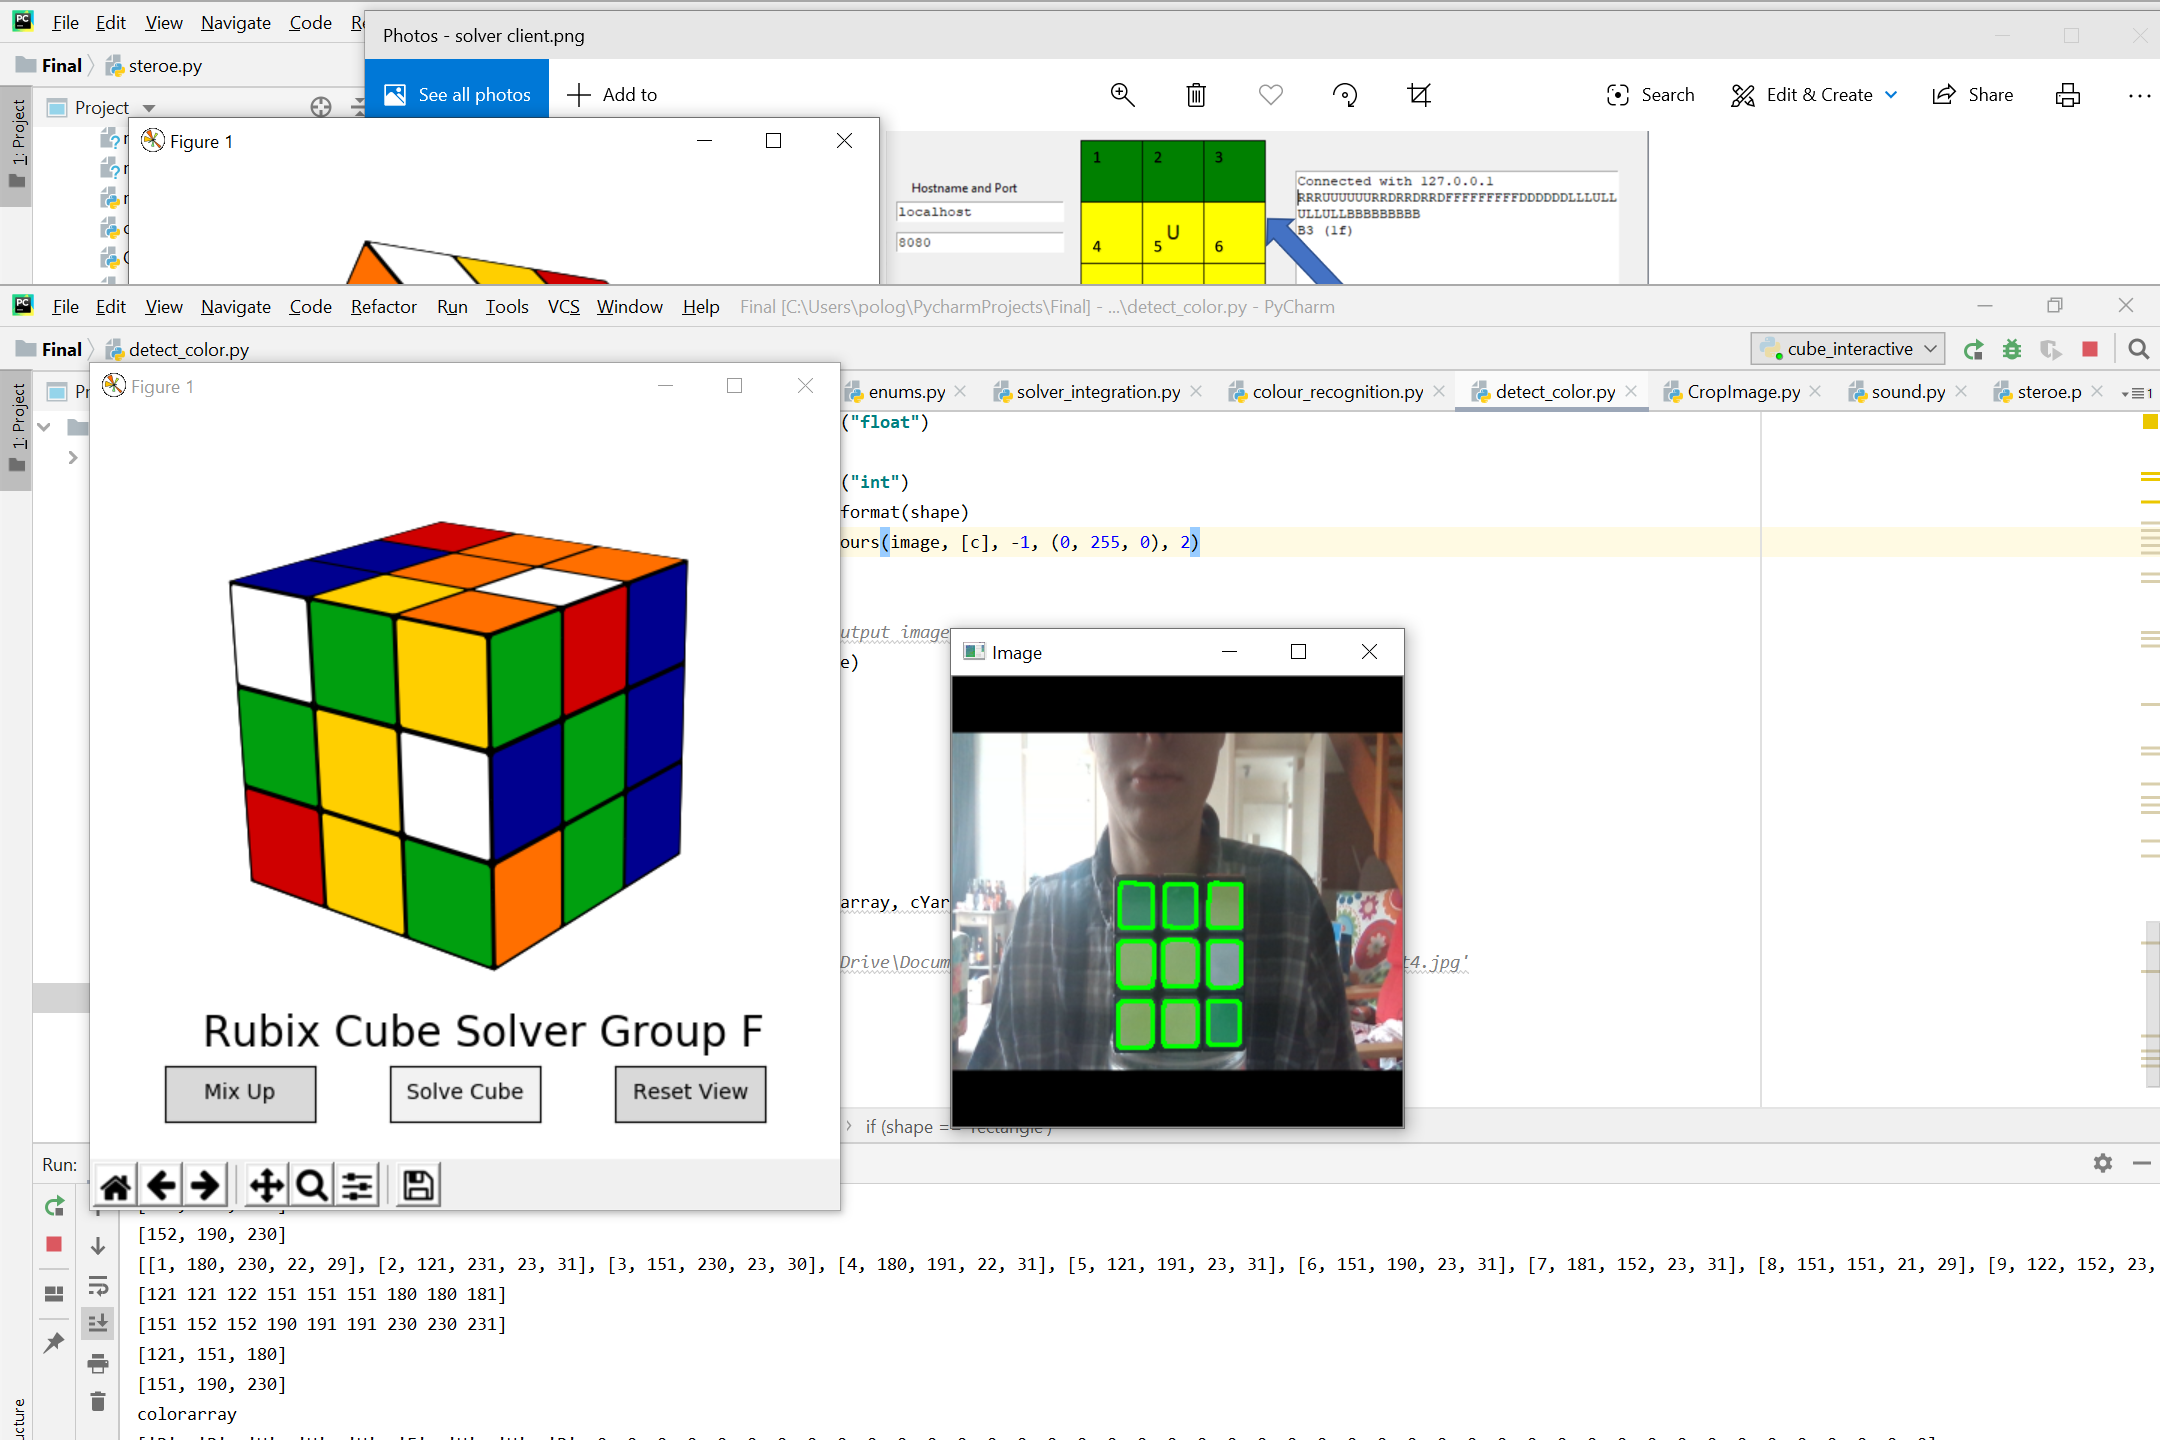 File Edit View Navigate Code
Photos - solver client.png
Final steroe.py
See all photos Add to Search Edit & Create Share
1: Project
Project
Figure 1
Hostname and Port
localhost
8080
1 2 3
U
4 5 6
Connected with 127.0.0.1
RRRUUUUUURRDRRDRRDFFFFFFFFFDDDDDDLLLULL
ULLULLBBBBBBBBB
B3 (1f)
File Edit View Navigate Code Refactor Run Tools VCS Window Help Final [C:\Users\polog\PycharmProjects\Final] - ...\detect_color.py - PyCharm
Final detect_color.py
cube_interactive
1: Project
Figure 1
enums.py solver_integration.py colour_recognition.py detect_color.py CropImage.py sound.py steroe.p
1
("float")
("int")
format(shape)
ours(image, [c], -1, (0, 255, 0), 2)
utput image
e)
Image
array, cYar
Drive\Docum
t4.jpg'
Rubix Cube Solver Group F
Mix Up Solve Cube Reset View
if (shape == 'rectangle')
Run:
[152, 190, 230]
[[1, 180, 230, 22, 29], [2, 121, 231, 23, 31], [3, 151, 230, 23, 30], [4, 180, 191, 22, 31], [5, 121, 191, 23, 31], [6, 151, 190, 23, 31], [7, 181, 152, 23, 31], [8, 151, 151, 21, 29], [9, 122, 152, 23,
[121 121 122 151 151 151 180 180 181]
[151 152 152 190 191 191 230 230 231]
[121, 151, 180]
[151, 190, 230]
colorarray
ucture